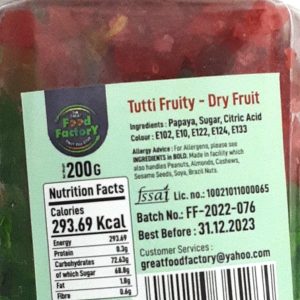 THE GREAT
Food
Factory
Tutti Fruity - Dry Fruit
Ingredients : Papaya, Sugar, Citric Acid
Colour : E102, E10, E122, E124, E133
Allergy Advice : For Allergens, please see
INGREDIENTS IN BOLD. Made in facility which
also handles Peanuts, Almonds, Cashews,
Sesame Seeds, Soya, Brazil Nuts.
200G
fssai Lic. no.: 10021011000065
Batch No.: FF-2022-076
Best Before : 31.12.2023
Customer Services :
greatfoodfactory@yahoo.com
Nutrition Facts
Calories
293.69 Kcal
Energy 293.69
Protein 0.3g
Carbohydrates 72.63g
of which Sugar 68.8g
Fat 1.0g
Fibre 0.6g